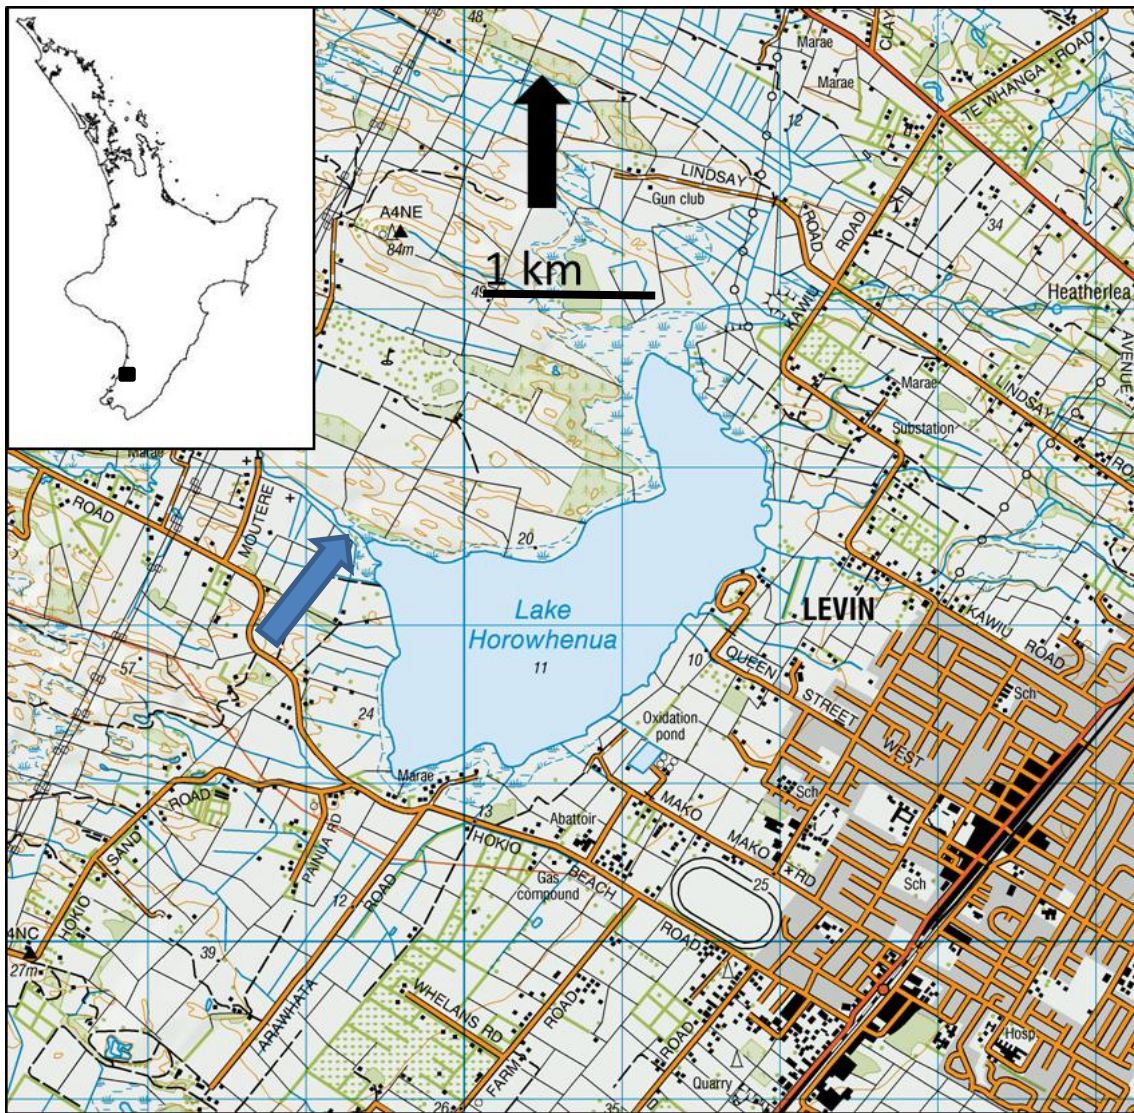 48
Marae
CLAY
Marae
TE WHANGA ROAD
12
LINDSAY
ROAD
Gun club
A4NE
84m
34
ROAD
1 km
49
KAWIU
Heatherlea
AVENUE
LINDSAY
RO
Marae
Substation
Marae
ROAD
MOUTERE
20
Lake
Horowhenua
11
LEVIN
KAWIU
ROAD
57
10
QUEEN
STREET
WEST
Sch
24
Oxidation
pond
Marae
Sch
ROAD
13
MAKO
Abattoir
HOKIO
BEACH
ROAD
MAKO
RD
SAND
HOKIO
PAINUA RD
Gas
compound
25
Sch
12
ROAD
ARAWHATA
4NC
27m
39
WHELANS RD
ROAD
FARM
ROAD
Hosp
Quarry
26
35